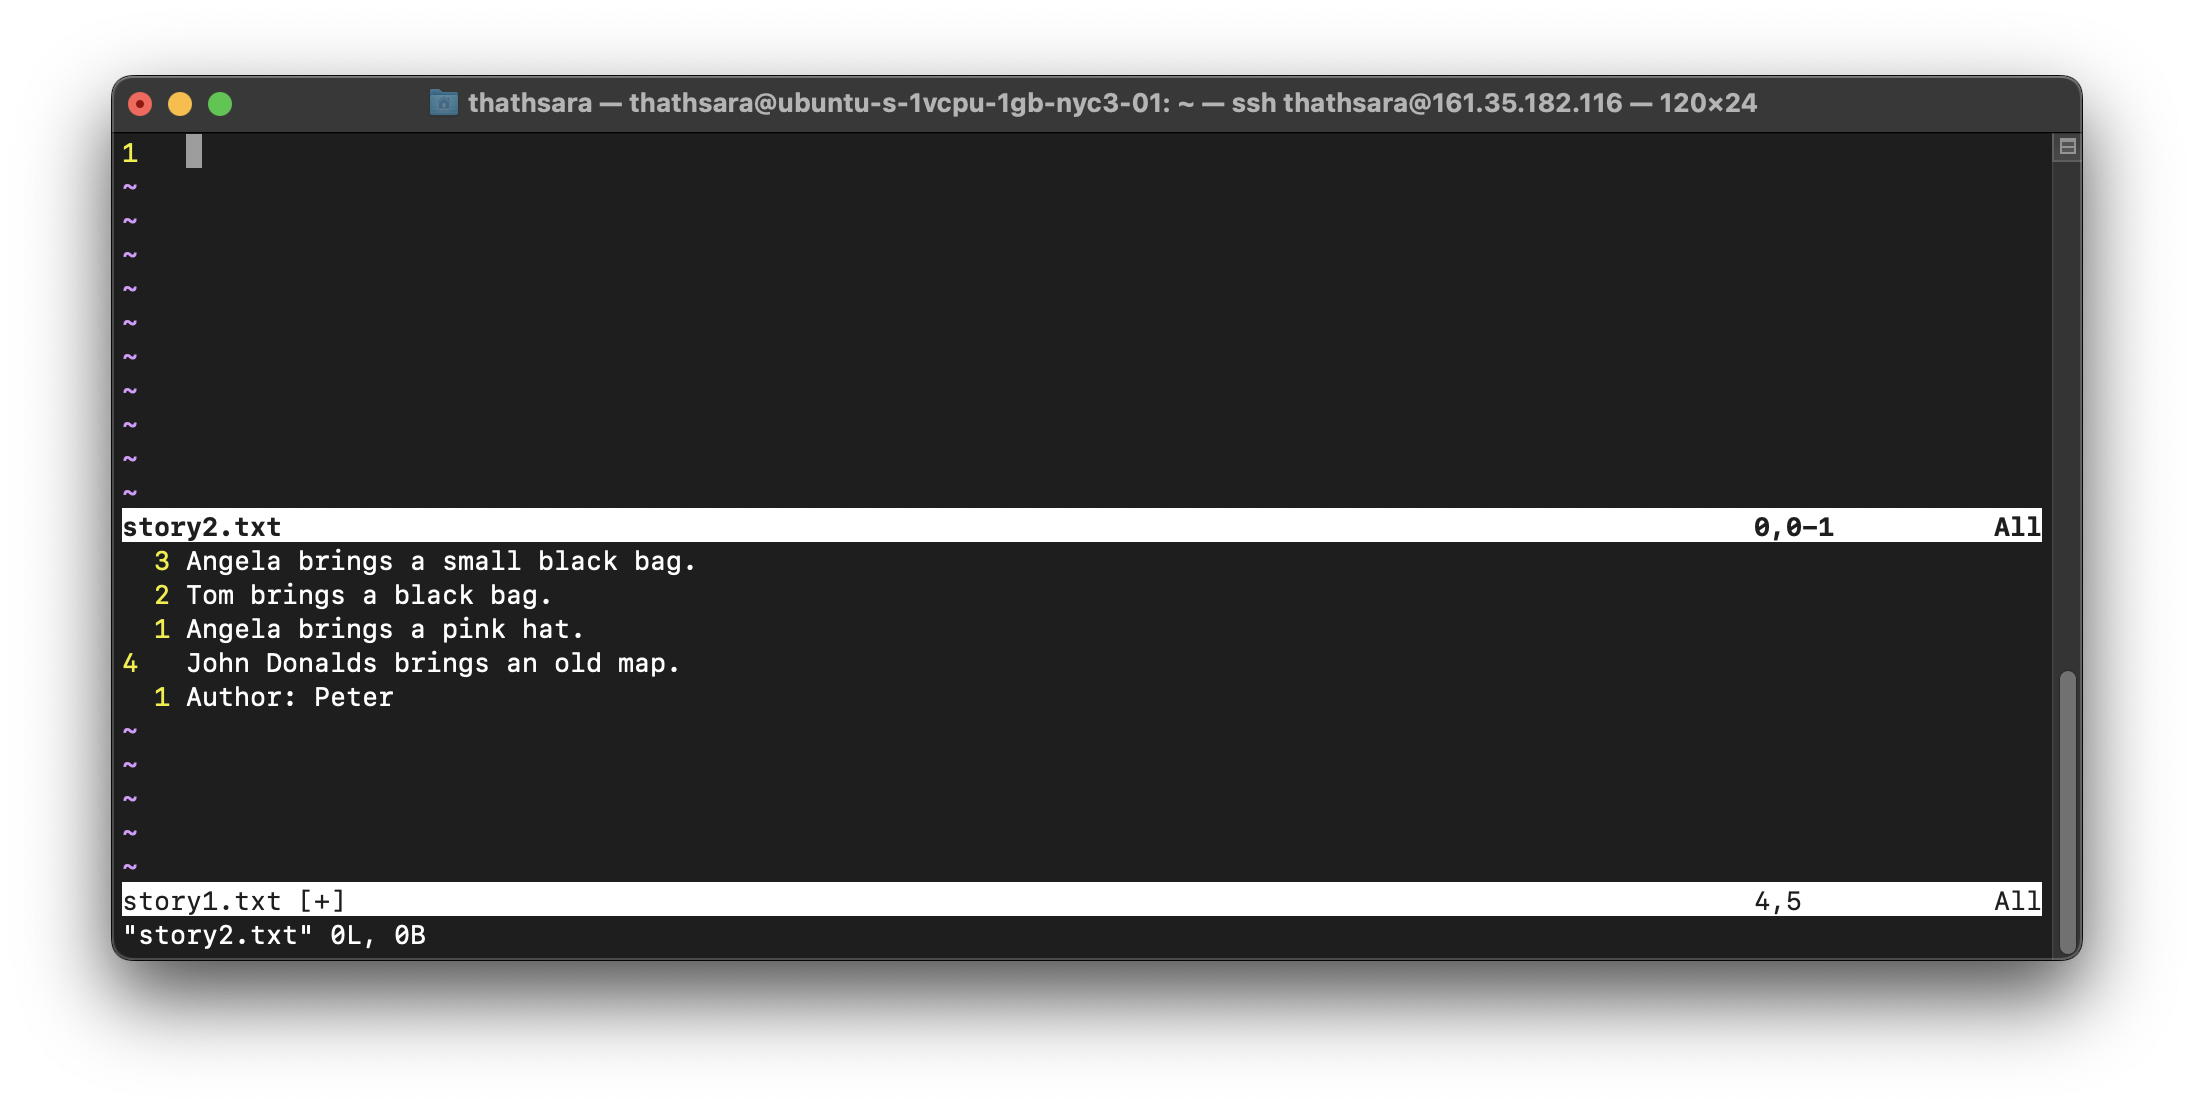 thathsara — thathsara@ubuntu-s-1vcpu-1gb-nyc3-01: ~ — ssh thathsara@161.35.182.116 — 120×24
1
~
~
~
~
~
~
~
~
~
~
story2.txt 0,0-1 All
3 Angela brings a small black bag.
2 Tom brings a black bag.
1 Angela brings a pink hat.
4 John Donalds brings an old map.
1 Author: Peter
~
~
~
~
~
story1.txt [+] 4,5 All
"story2.txt" 0L, 0B